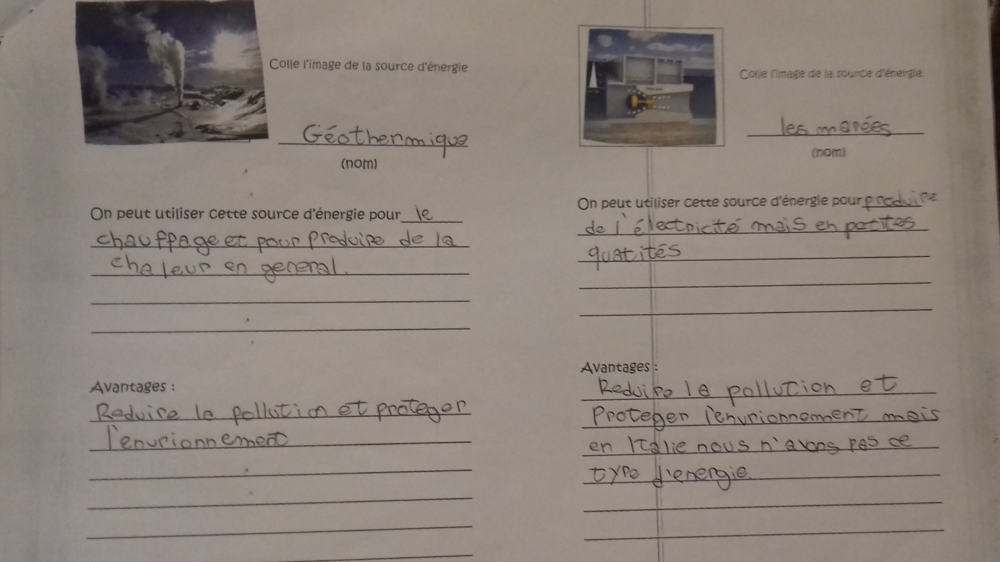 Colle l'image de la source d'énergie
Géothermique
(nom)
On peut utiliser cette source d'énergie pour le
chauffage et pour produire de la
chaleur en general.
Avantages :
Reduire la pollution et proteger
l'envrionnement
Colle l'image de la source d'énergie
les marées
(nom)
On peut utiliser cette source d'énergie pour produire
de l'électricité mais en petites
quatités
Avantages :
Reduire la pollution et
Proteger l'envrionnement mais
en Italie nous n'avons pas ce
type d'energie.